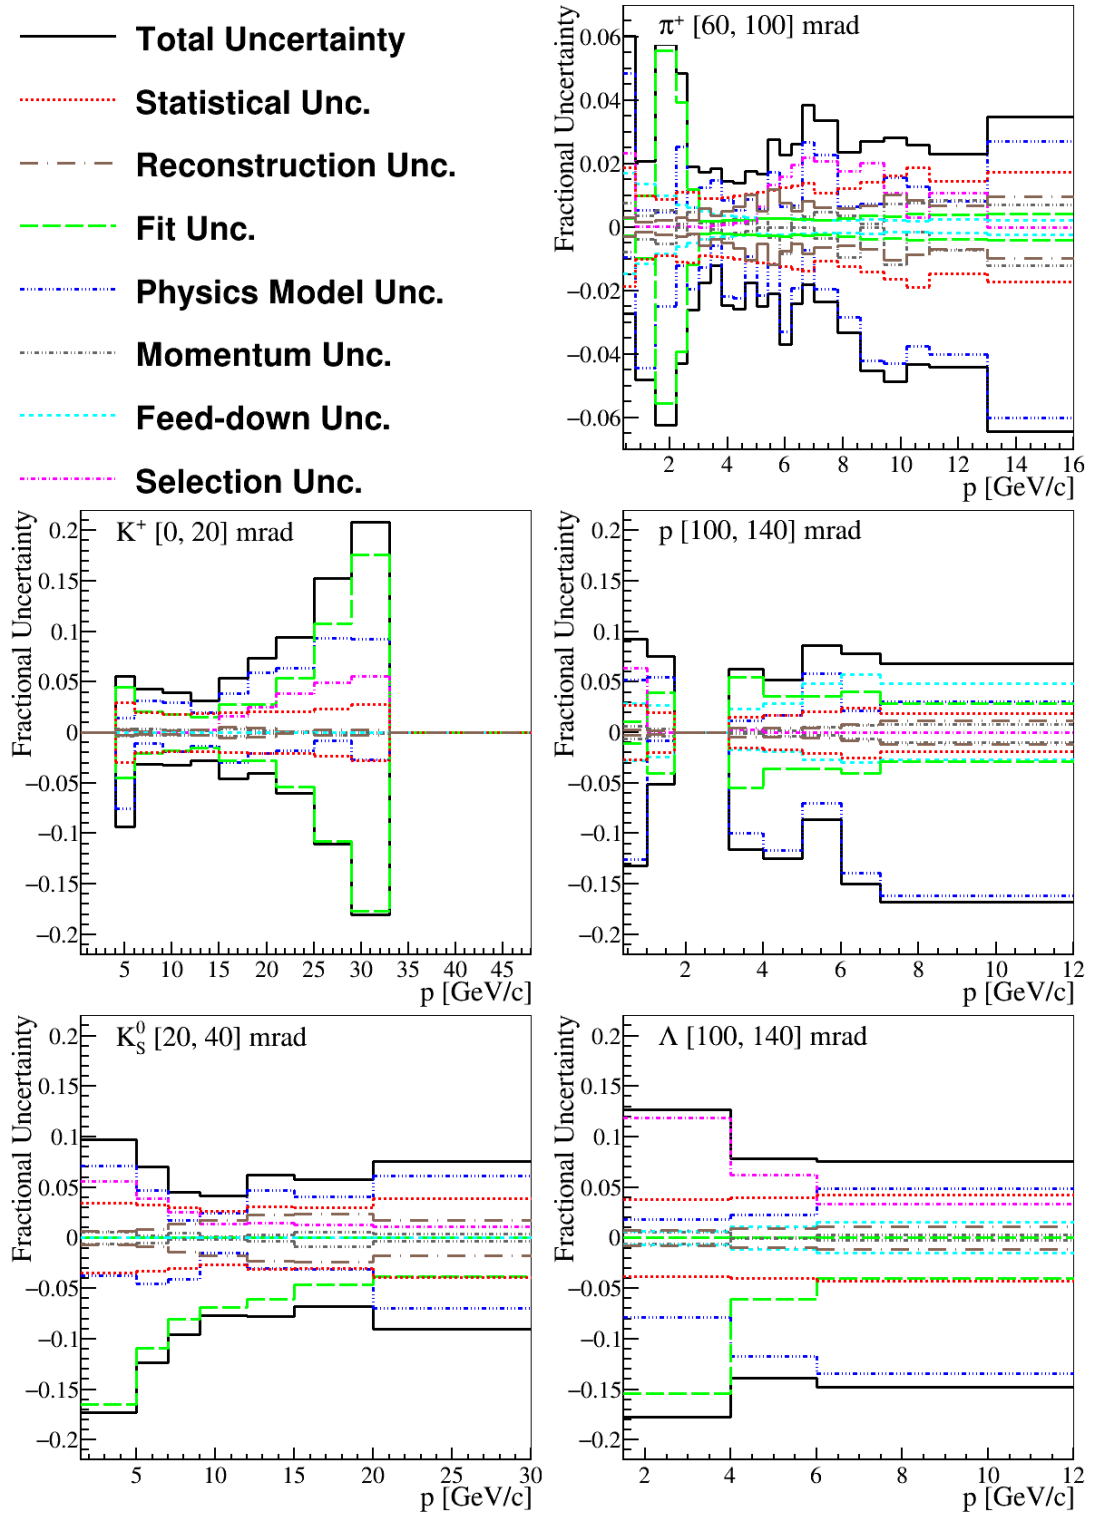 Total Uncertainty
Statistical Unc.
Reconstruction Unc.
Fit Unc.
Physics Model Unc.
Momentum Unc.
Feed-down Unc.
Selection Unc.
π⁺ [60, 100] mrad
Fractional Uncertainty
0.06
0.04
0.02
0
−0.02
−0.04
−0.06
2 4 6 8 10 12 14 16
p [GeV/c]
K⁺ [0, 20] mrad
Fractional Uncertainty
0.2
0.15
0.1
0.05
0
−0.05
−0.1
−0.15
−0.2
5 10 15 20 25 30 35 40 45
p [GeV/c]
p [100, 140] mrad
Fractional Uncertainty
0.2
0.15
0.1
0.05
0
−0.05
−0.1
−0.15
−0.2
2 4 6 8 10 12
p [GeV/c]
K⁰_S [20, 40] mrad
Fractional Uncertainty
0.2
0.15
0.1
0.05
0
−0.05
−0.1
−0.15
−0.2
5 10 15 20 25 30
p [GeV/c]
Λ [100, 140] mrad
Fractional Uncertainty
0.2
0.15
0.1
0.05
0
−0.05
−0.1
−0.15
−0.2
2 4 6 8 10 12
p [GeV/c]